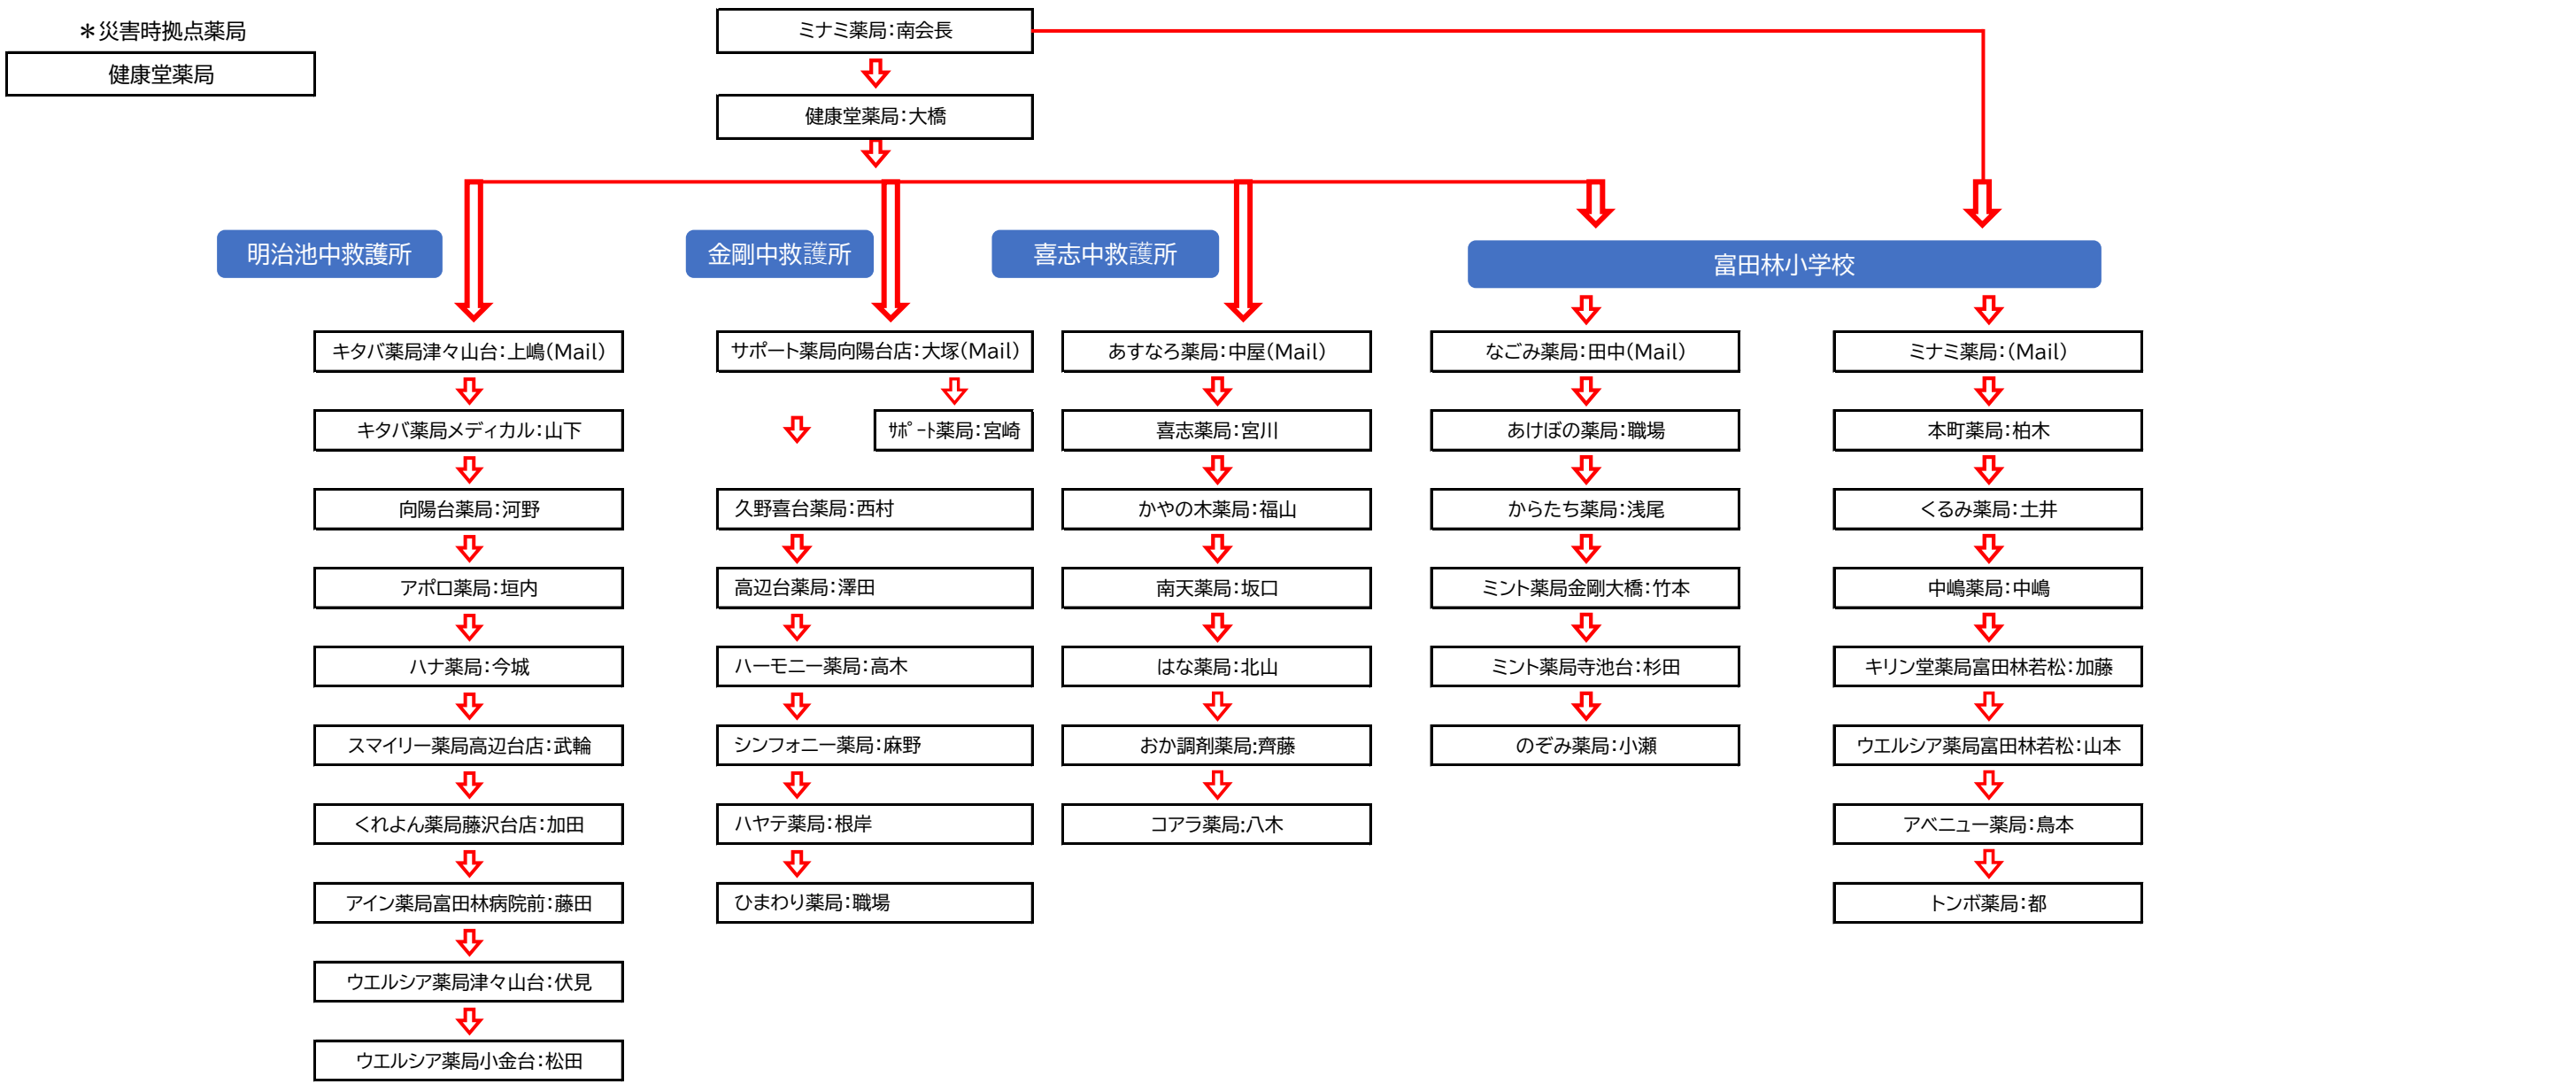 ＊災害時拠点薬局
健康堂薬局
ミナミ薬局：南会長
健康堂薬局：大橋
明治池中救護所
金剛中救護所
喜志中救護所
富田林小学校
キタバ薬局津々山台：上嶋(Mail)
キタバ薬局メディカル：山下
向陽台薬局：河野
アポロ薬局：垣内
ハナ薬局：今城
スマイリー薬局高辺台店：武輪
くれよん薬局藤沢台店：加田
アイン薬局富田林病院前：藤田
ウエルシア薬局津々山台：伏見
ウエルシア薬局小金台：松田
サポート薬局向陽台店：大塚(Mail)
ｻﾎﾟｰﾄ薬局：宮崎
久野喜台薬局：西村
高辺台薬局：澤田
ハーモニー薬局：高木
シンフォニー薬局：麻野
ハヤテ薬局：根岸
ひまわり薬局：職場
あすなろ薬局：中屋(Mail)
喜志薬局：宮川
かやの木薬局：福山
南天薬局：坂口
はな薬局：北山
おか調剤薬局:齊藤
コアラ薬局:八木
なごみ薬局：田中(Mail)
あけぼの薬局：職場
からたち薬局：浅尾
ミント薬局金剛大橋：竹本
ミント薬局寺池台：杉田
のぞみ薬局：小瀬
ミナミ薬局：(Mail)
本町薬局：柏木
くるみ薬局：土井
中嶋薬局：中嶋
キリン堂薬局富田林若松：加藤
ウエルシア薬局富田林若松：山本
アベニュー薬局：鳥本
トンボ薬局：都